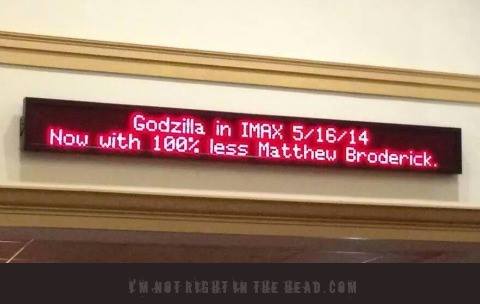 Godzilla in IMAX 5/16/14
Now with 100% less Matthew Broderick.
I'M NOT RIGHT IN THE HEAD.COM